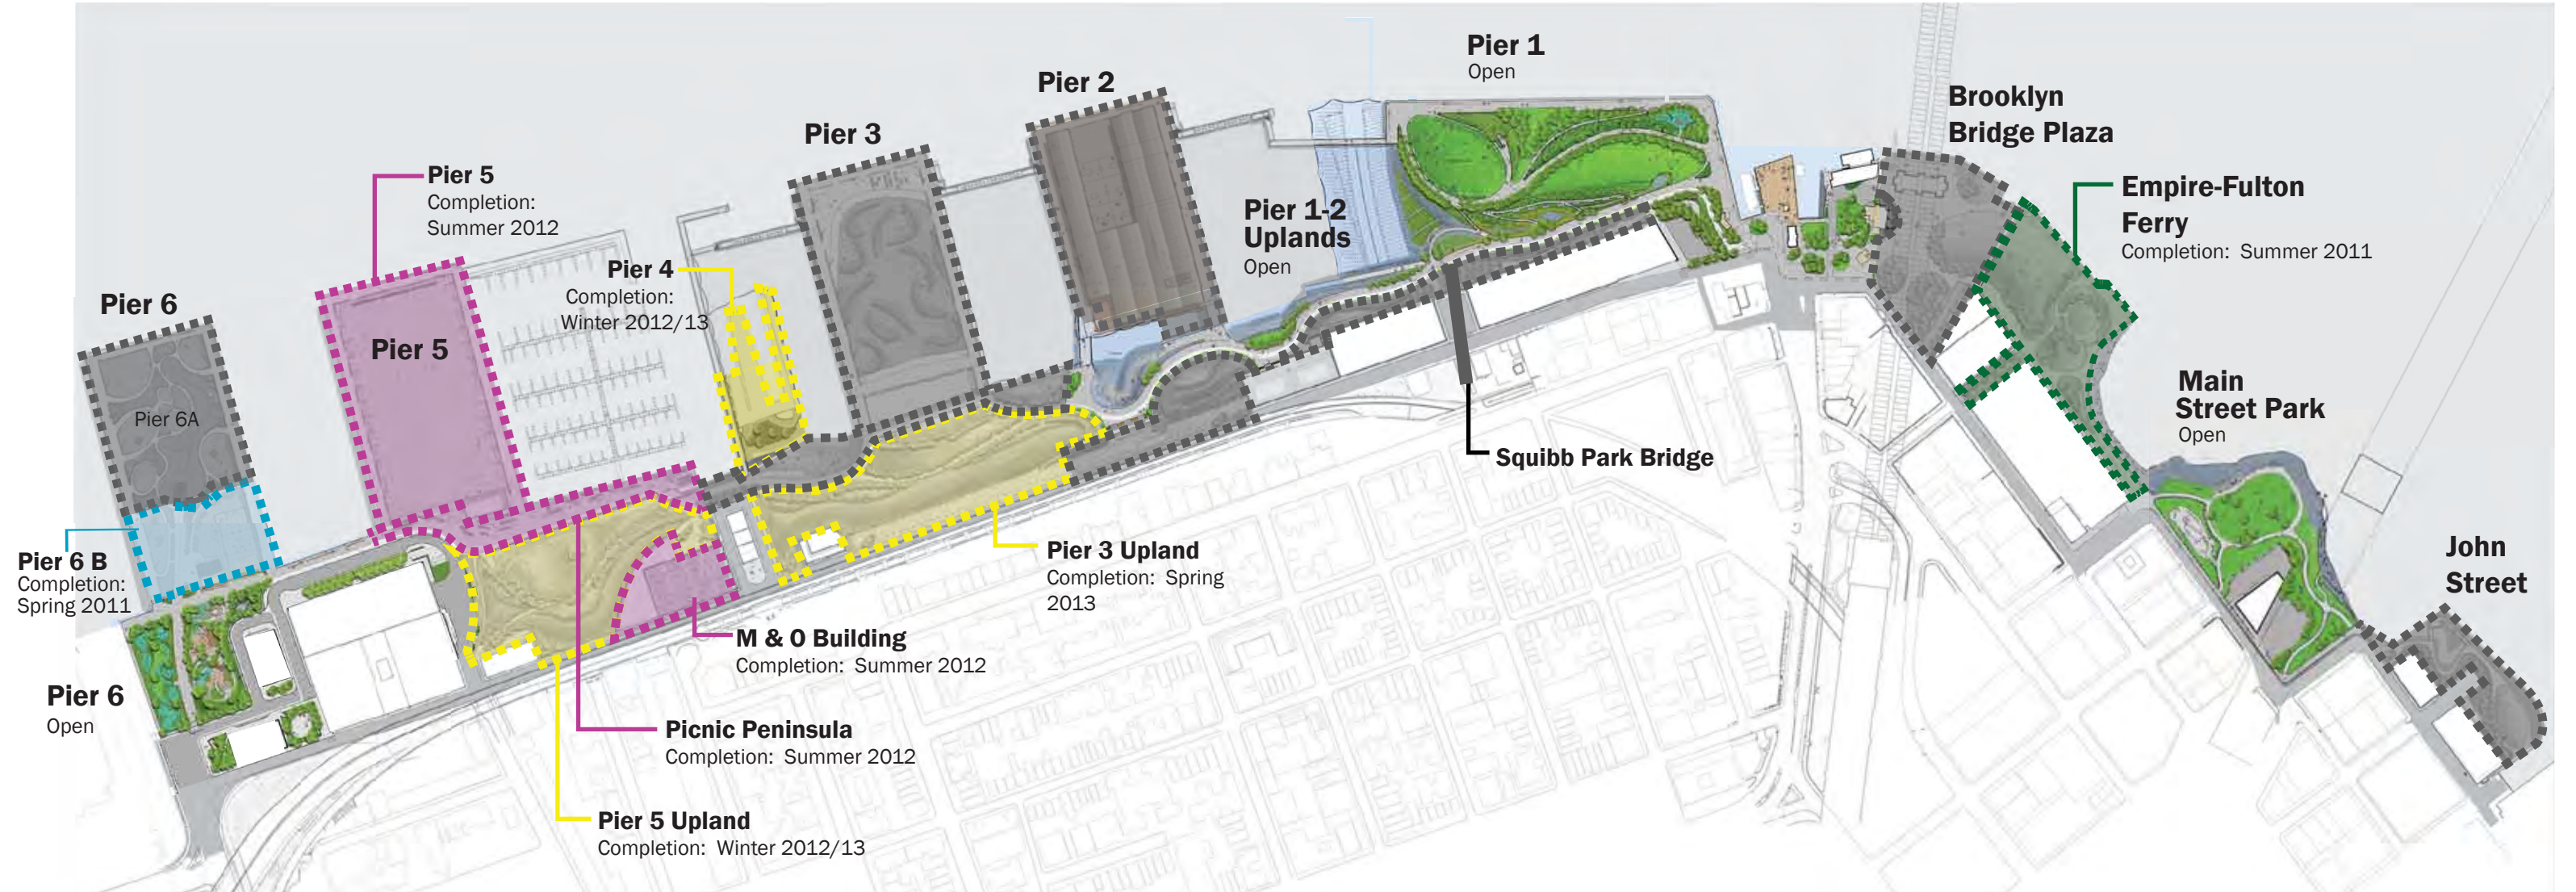 Pier 1
Open
Pier 2
Brooklyn
Bridge Plaza
Pier 3
Pier 5
Completion:
Summer 2012
Empire-Fulton
Ferry
Completion: Summer 2011
Pier 1-2
Uplands
Open
Pier 4
Completion:
Winter 2012/13
Pier 6
Pier 5
Pier 6A
Main
Street Park
Open
Squibb Park Bridge
Pier 6 B
Completion:
Spring 2011
Pier 3 Upland
Completion: Spring
2013
John
Street
M & O Building
Completion: Summer 2012
Pier 6
Open
Picnic Peninsula
Completion: Summer 2012
Pier 5 Upland
Completion: Winter 2012/13